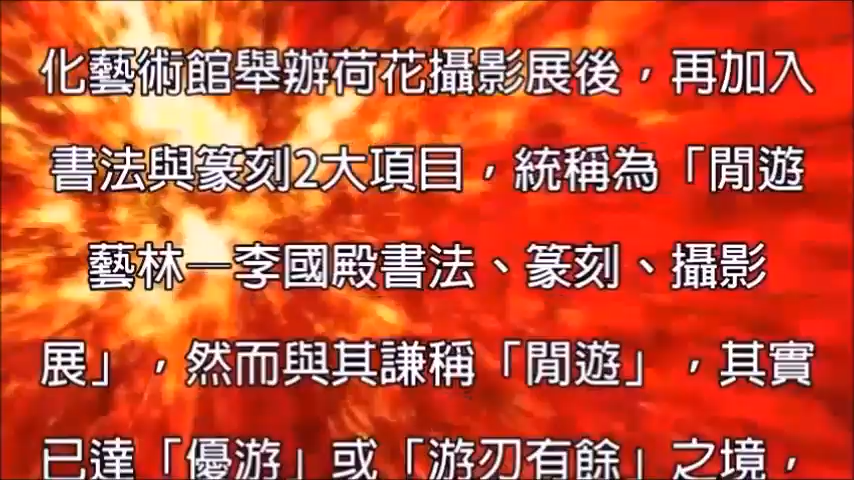 化藝術館舉辦荷花攝影展後，再加入
書法與篆刻2大項目，統稱為「閒遊
藝林—李國殿書法、篆刻、攝影
展」，然而與其謙稱「閒遊」，其實
已達「優游」或「游刃有餘」之境，